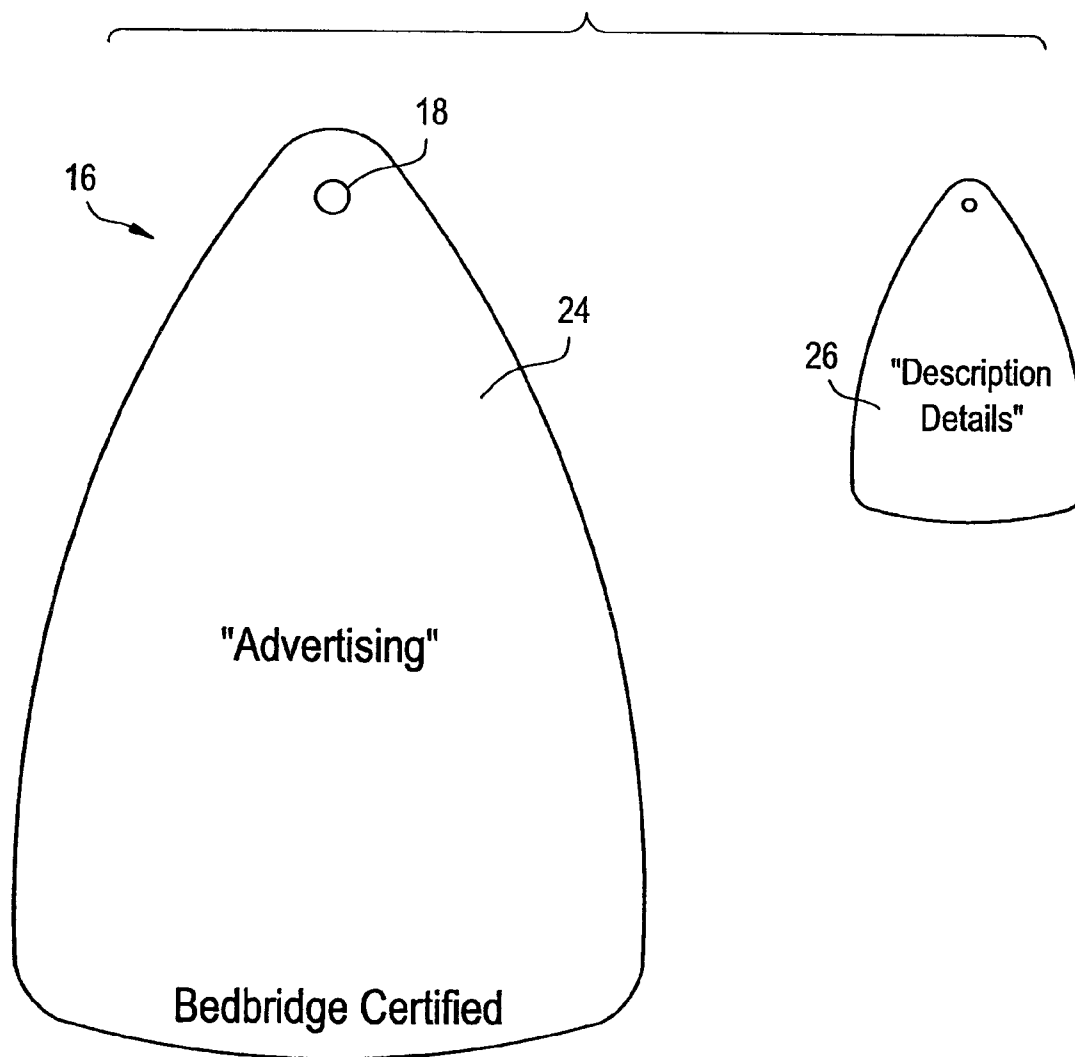 18
16
24
26
"Description
Details"
"Advertising"
Bedbridge Certified